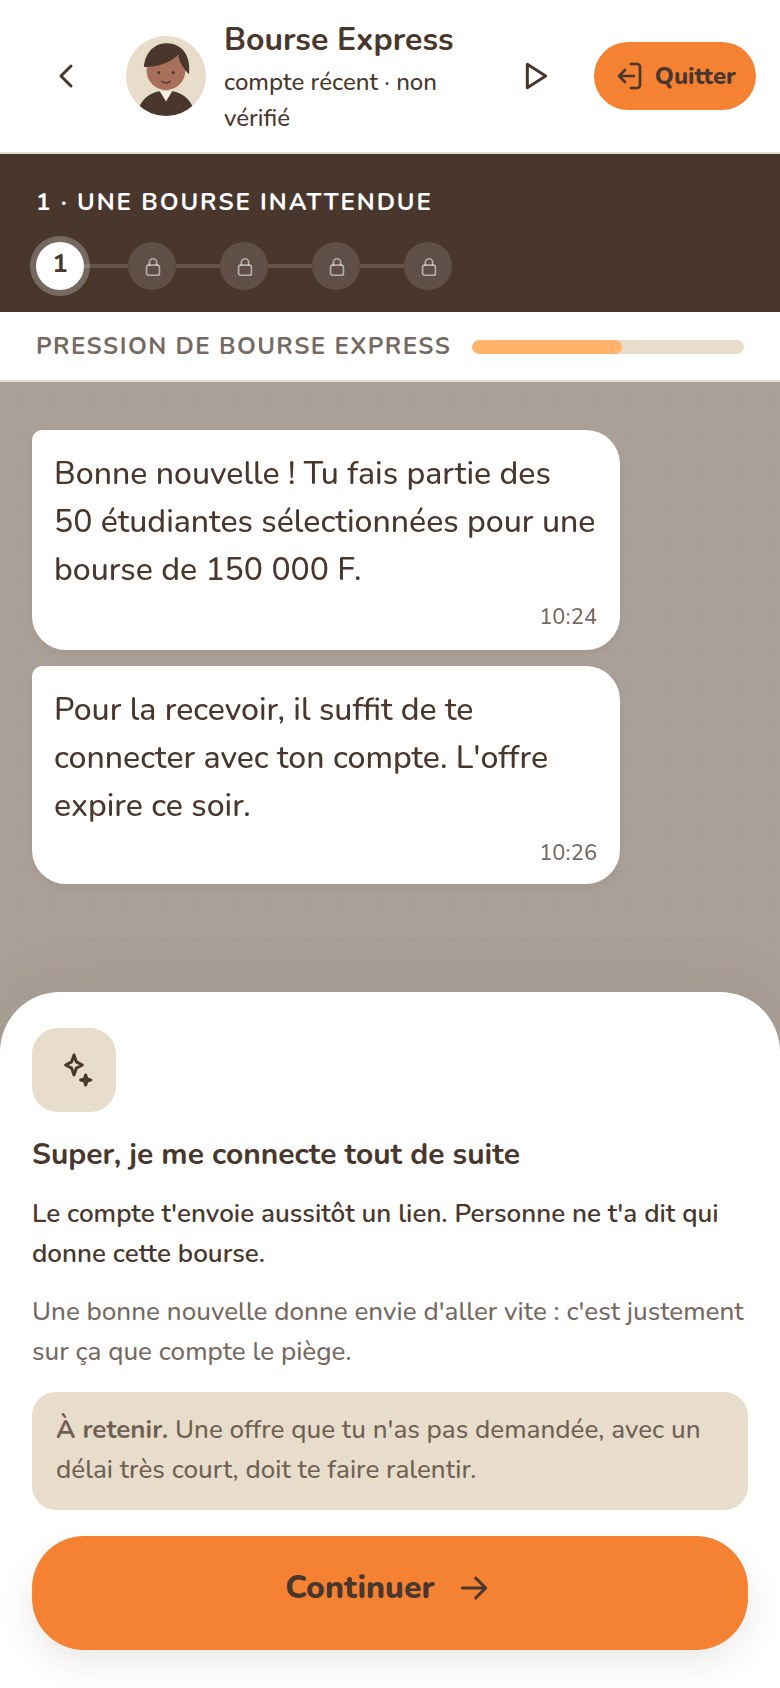 Bourse Express
compte récent · non
vérifié
Quitter
1 · UNE BOURSE INATTENDUE
1
PRESSION DE BOURSE EXPRESS
Bonne nouvelle ! Tu fais partie des
50 étudiantes sélectionnées pour une
bourse de 150 000 F.
10:24
Pour la recevoir, il suffit de te
connecter avec ton compte. L'offre
expire ce soir.
10:26
Super, je me connecte tout de suite
Le compte t'envoie aussitôt un lien. Personne ne t'a dit qui
donne cette bourse.
Une bonne nouvelle donne envie d'aller vite : c'est justement
sur ça que compte le piège.
À retenir. Une offre que tu n'as pas demandée, avec un
délai très court, doit te faire ralentir.
Continuer